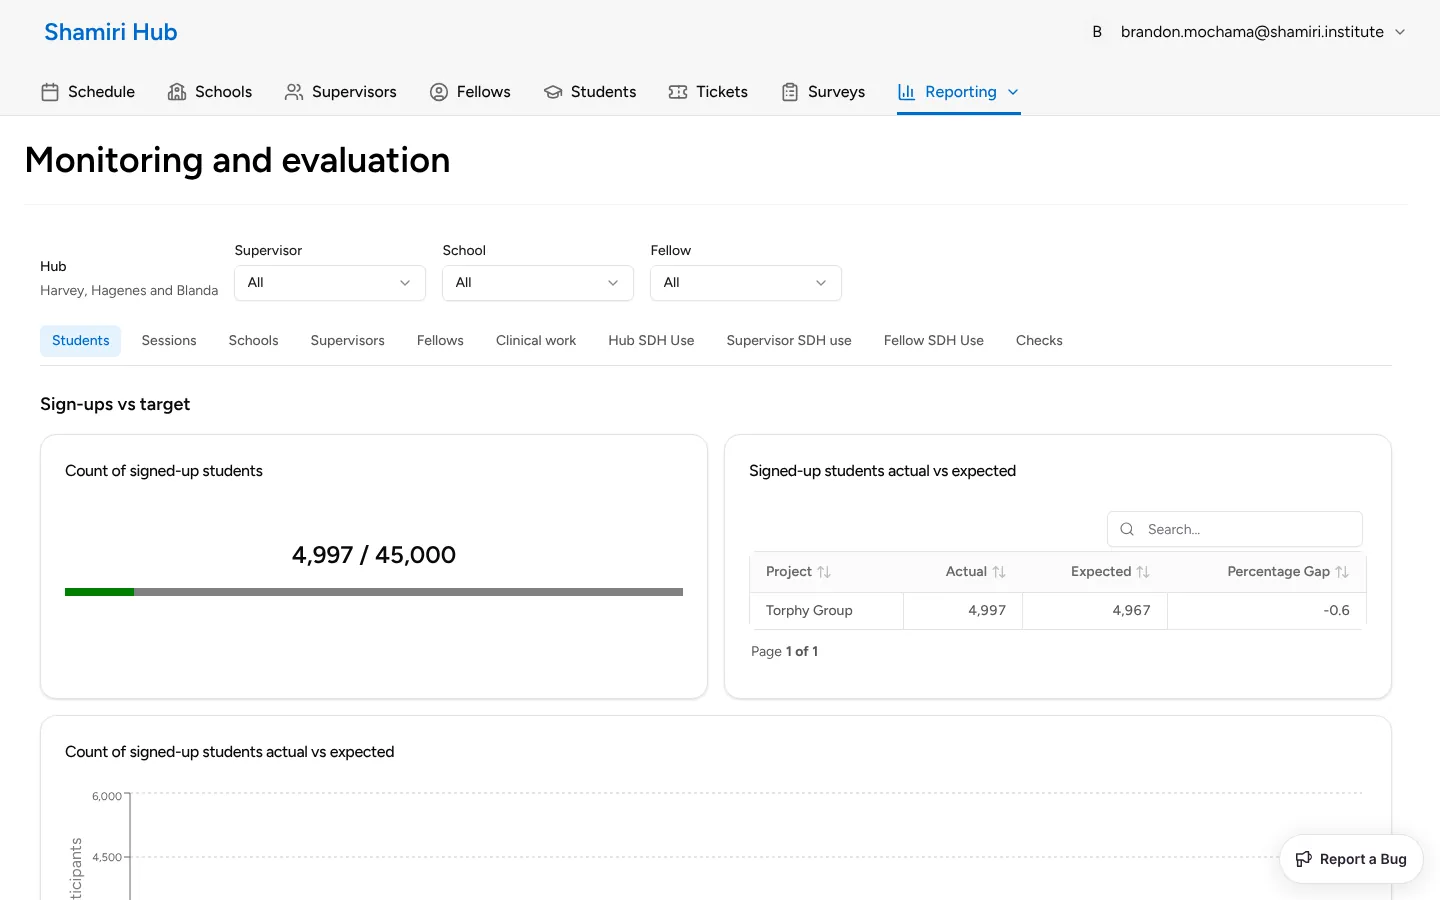 Shamiri Hub
B brandon.mochama@shamiri.institute
Schedule Schools Supervisors Fellows Students Tickets Surveys Reporting
Monitoring and evaluation
Hub
Harvey, Hagenes and Blanda
Supervisor
All
School
All
Fellow
All
Students Sessions Schools Supervisors Fellows Clinical work Hub SDH Use Supervisor SDH use Fellow SDH Use Checks
Sign-ups vs target
Count of signed-up students
4,997 / 45,000
Signed-up students actual vs expected
Search...
Project Actual Expected Percentage Gap
Torphy Group 4,997 4,967 -0.6
Page 1 of 1
Count of signed-up students actual vs expected
6,000
4,500
ticipants
Report a Bug